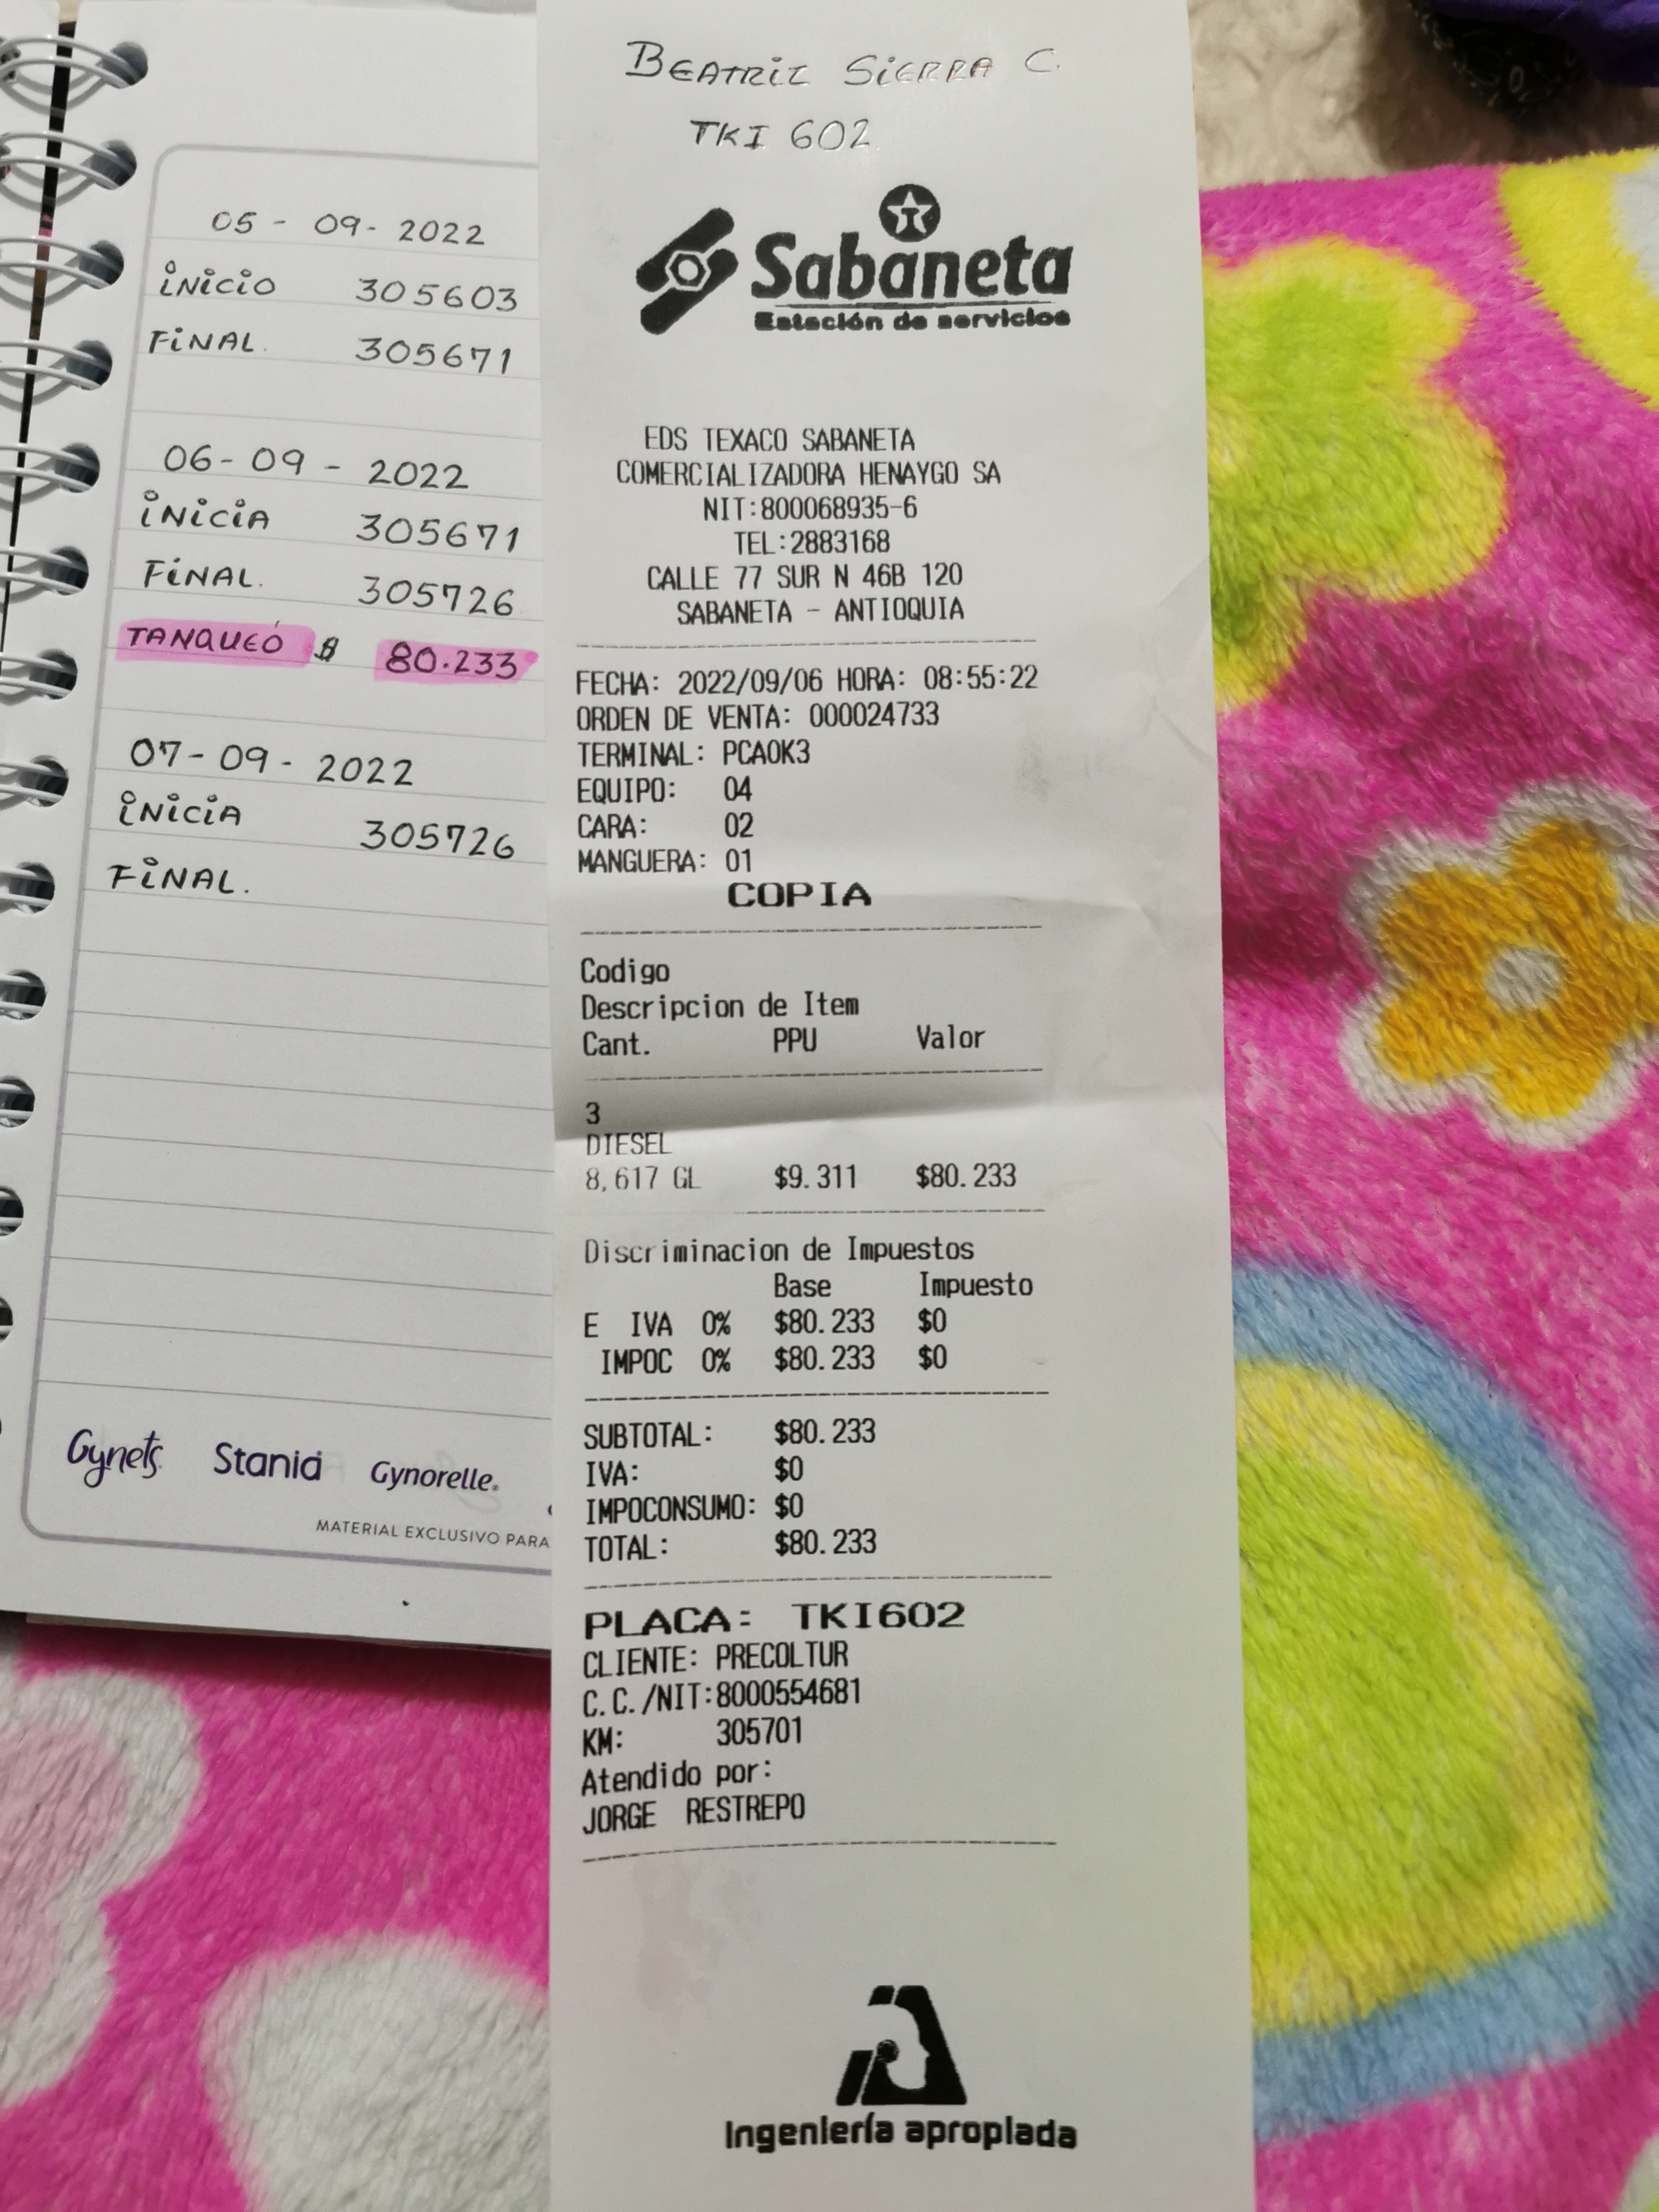 05 - 09 - 2022
iNiCiO 305603
FiNAL. 305671
06 - 09 - 2022
iNiCiA 305671
FiNAL. 305726
TANQUEÓ $ 80.233
07 - 09 - 2022
iNiCiA 305726
FiNAL.
Gynets Stania Gynorelle.
MATERIAL EXCLUSIVO PARA
BEATRIZ SiERRA C.
TKI 602
Sabaneta
Estación de servicios
EDS TEXACO SABANETA
COMERCIALIZADORA HENAYGO SA
NIT:800068935-6
TEL:2883168
CALLE 77 SUR N 46B 120
SABANETA - ANTIOQUIA
FECHA: 2022/09/06 HORA: 08:55:22
ORDEN DE VENTA: 000024733
TERMINAL: PCA0K3
EQUIPO: 04
CARA: 02
MANGUERA: 01
COPIA
Codigo
Descripcion de Item
Cant. PPU Valor
3
DIESEL
8,617 GL $9.311 $80.233
Discriminacion de Impuestos
Base Impuesto
E IVA 0% $80.233 $0
IMPOC 0% $80.233 $0
SUBTOTAL: $80.233
IVA: $0
IMPOCONSUMO: $0
TOTAL: $80.233
PLACA: TKI602
CLIENTE: PRECOLTUR
C.C./NIT:8000554681
KM: 305701
Atendido por:
JORGE RESTREPO
Ingeniería apropiada